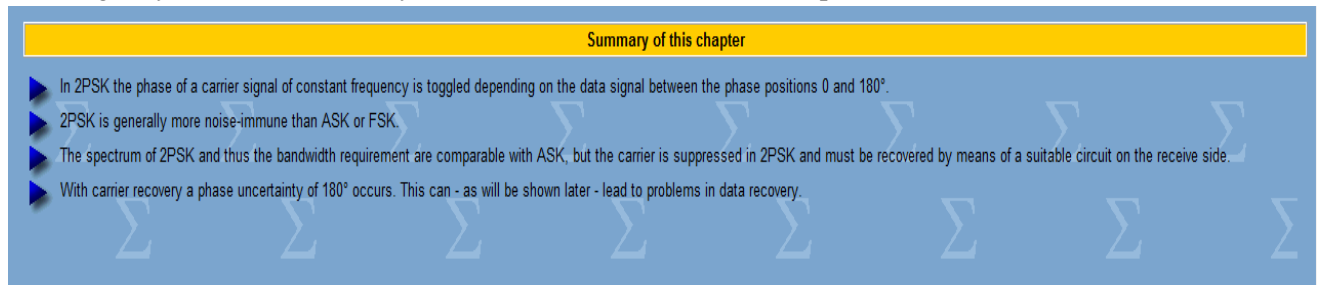 Summary of this chapter
In 2PSK the phase of a carrier signal of constant frequency is toggled depending on the data signal between the phase positions 0 and 180°.
2PSK is generally more noise-immune than ASK or FSK.
The spectrum of 2PSK and thus the bandwidth requirement are comparable with ASK, but the carrier is suppressed in 2PSK and must be recovered by means of a suitable circuit on the receive side.
With carrier recovery a phase uncertainty of 180° occurs. This can - as will be shown later - lead to problems in data recovery.